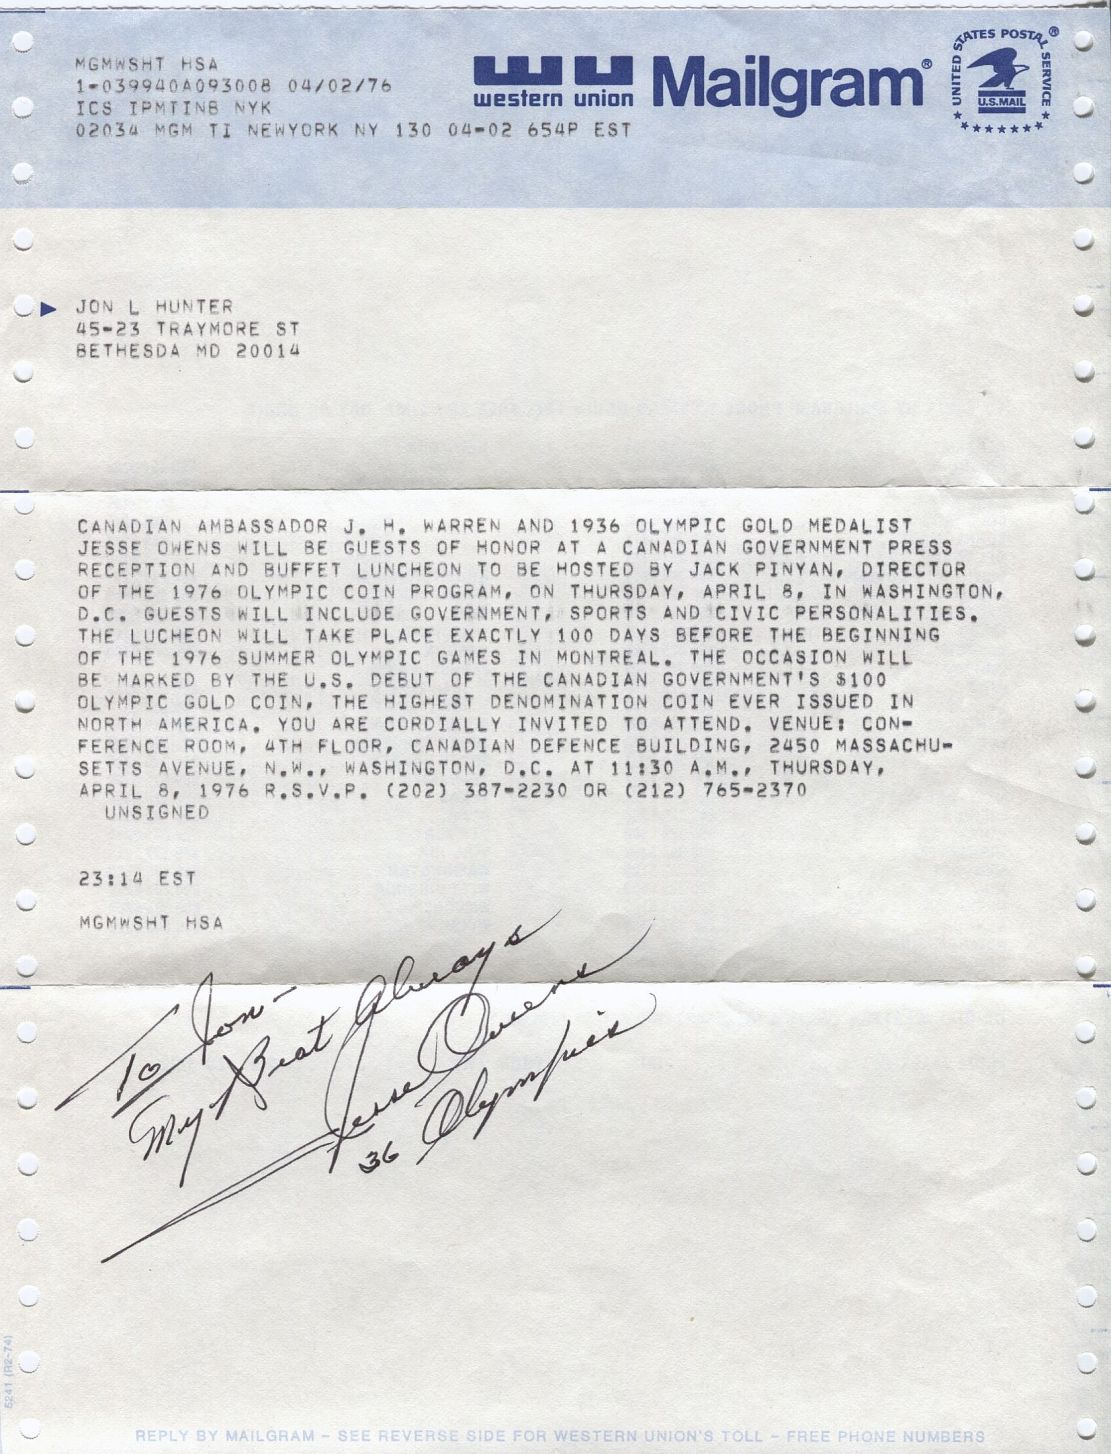 MGMWSHT HSA
1-039940A093008 04/02/76
ICS IPMTINB NYK
02034 MGM TI NEWYORK NY 130 04-02 654P EST
western union Mailgram®
UNITED STATES POSTAL SERVICE ®
U.S.MAIL
JON L HUNTER
45-23 TRAYMORE ST
BETHESDA MD 20014
CANADIAN AMBASSADOR J. H. WARREN AND 1936 OLYMPIC GOLD MEDALIST
JESSE OWENS WILL BE GUESTS OF HONOR AT A CANADIAN GOVERNMENT PRESS
RECEPTION AND BUFFET LUNCHEON TO BE HOSTED BY JACK PINYAN, DIRECTOR
OF THE 1976 OLYMPIC COIN PROGRAM, ON THURSDAY, APRIL 8, IN WASHINGTON,
D.C. GUESTS WILL INCLUDE GOVERNMENT, SPORTS AND CIVIC PERSONALITIES.
THE LUCHEON WILL TAKE PLACE EXACTLY 100 DAYS BEFORE THE BEGINNING
OF THE 1976 SUMMER OLYMPIC GAMES IN MONTREAL. THE OCCASION WILL
BE MARKED BY THE U.S. DEBUT OF THE CANADIAN GOVERNMENT'S $100
OLYMPIC GOLD COIN, THE HIGHEST DENOMINATION COIN EVER ISSUED IN
NORTH AMERICA. YOU ARE CORDIALLY INVITED TO ATTEND. VENUE: CON-
FERENCE ROOM, 4TH FLOOR, CANADIAN DEFENCE BUILDING, 2450 MASSACHU-
SETTS AVENUE, N.W., WASHINGTON, D.C. AT 11:30 A.M., THURSDAY,
APRIL 8, 1976 R.S.V.P. (202) 387-2230 OR (212) 765-2370
UNSIGNED
23:14 EST
MGMWSHT HSA
To Jon-
My Best Always
Jesse Owens
36 Olympics
5241 (R2-74)
REPLY BY MAILGRAM - SEE REVERSE SIDE FOR WESTERN UNION'S TOLL - FREE PHONE NUMBERS